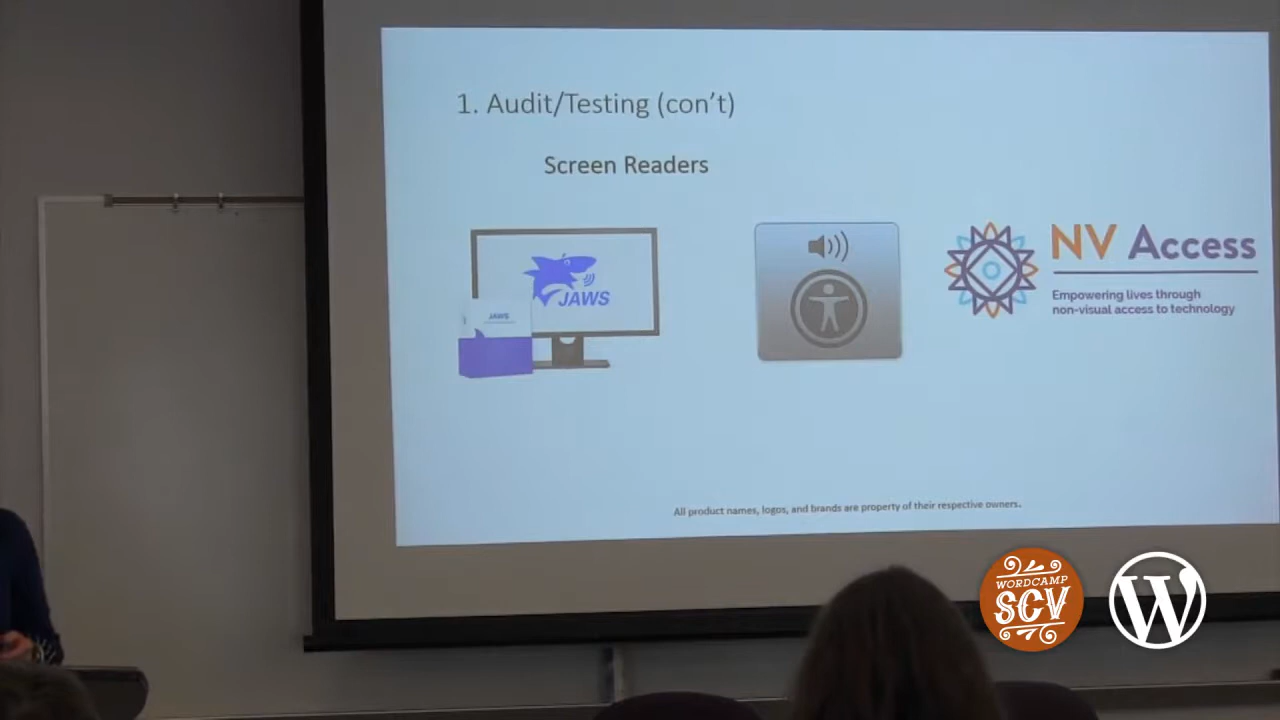 1. Audit/Testing (con't)
Screen Readers
JAWS
JAWS
NV Access
Empowering lives through
non-visual access to technology
All product names, logos, and brands are property of their respective owners.
WORDCAMP
SCV
W